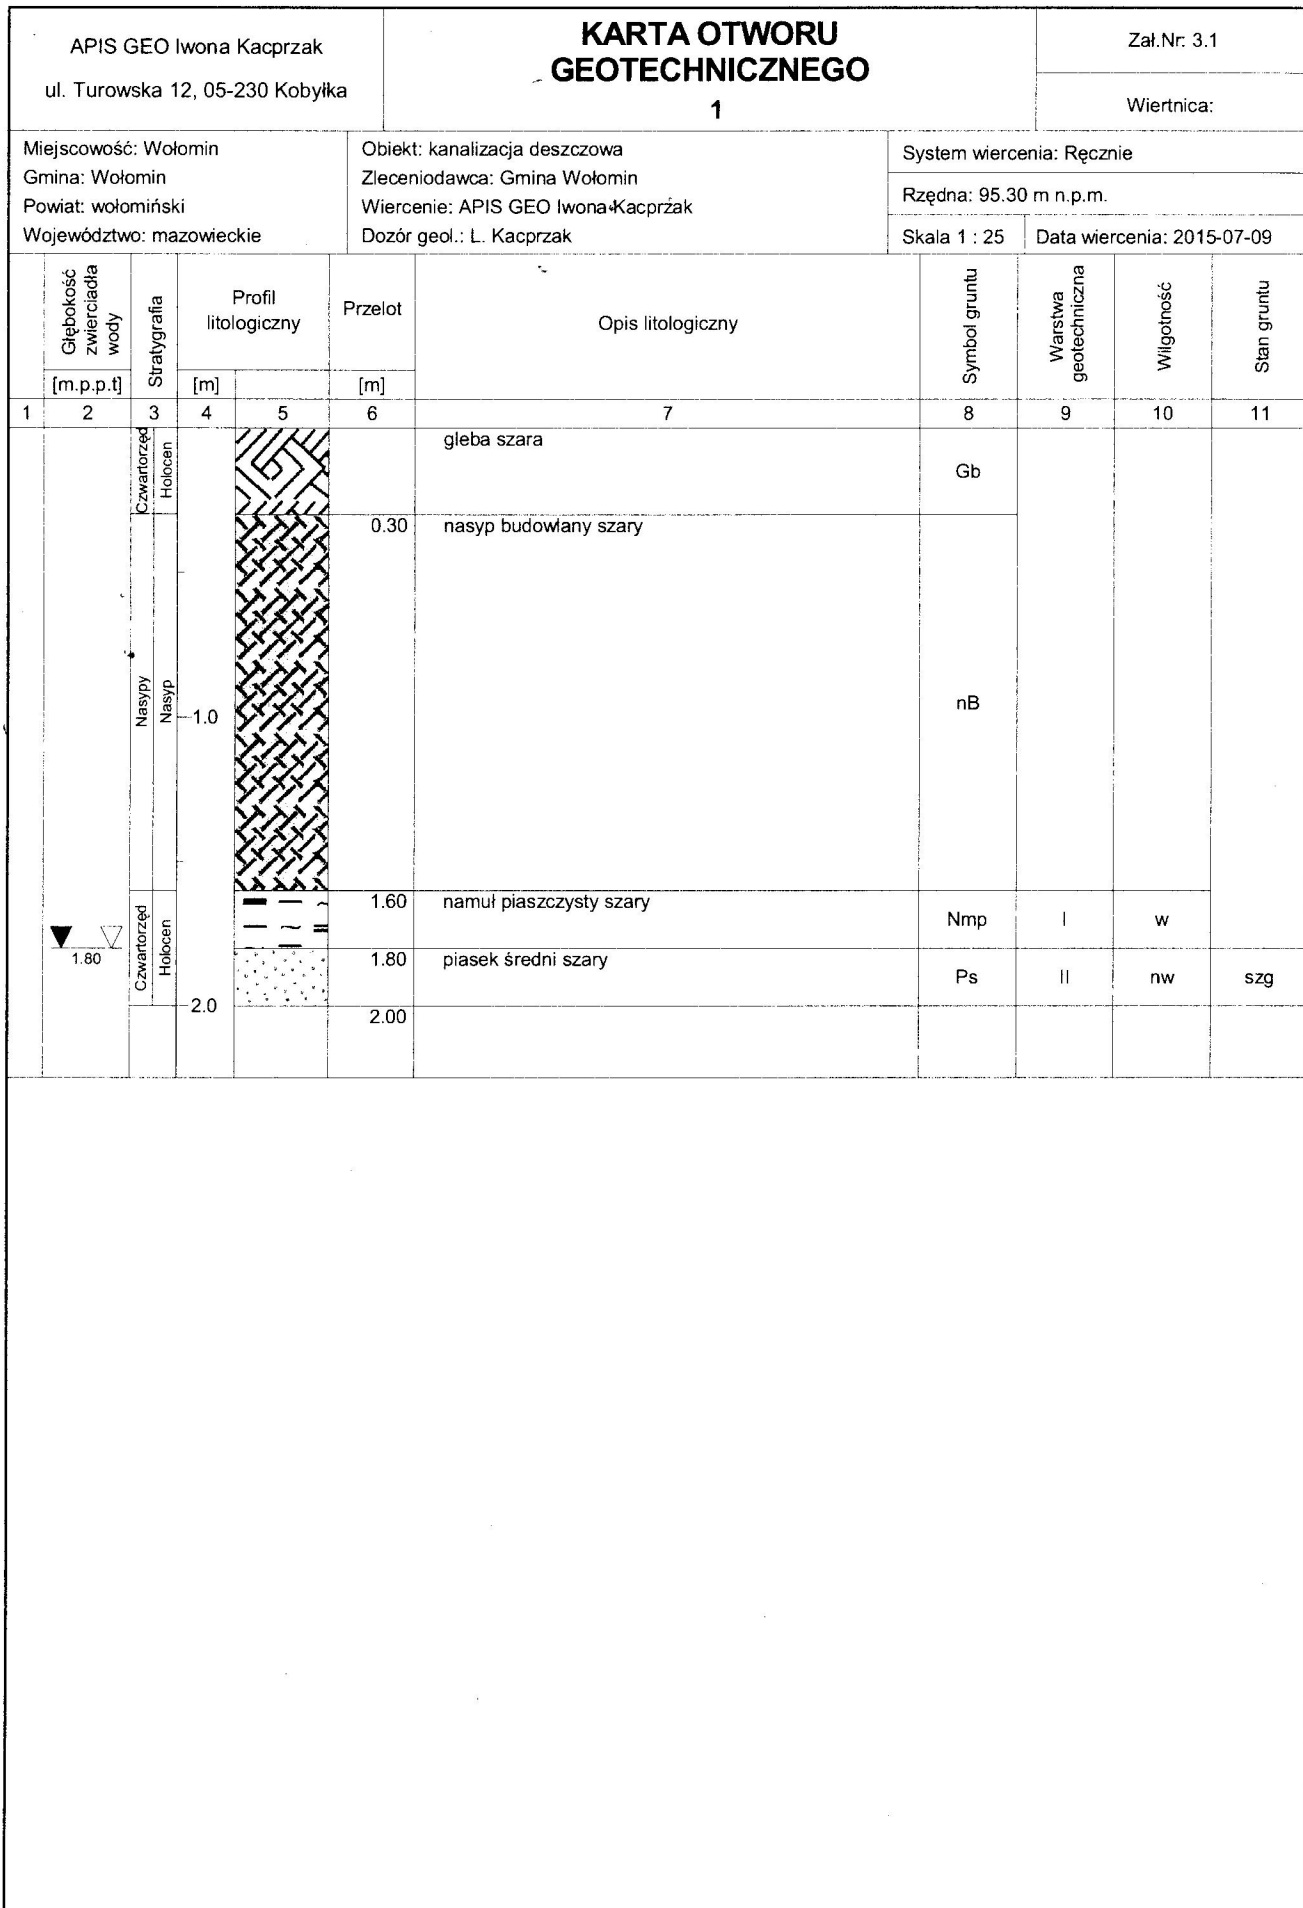 APIS GEO Iwona Kacprzak
ul. Turowska 12, 05-230 Kobyłka
KARTA OTWORU
GEOTECHNICZNEGO
1
Zał.Nr: 3.1
Wiertnica:
Miejscowość: Wołomin
Gmina: Wołomin
Powiat: wołomiński
Województwo: mazowieckie
Obiekt: kanalizacja deszczowa
Zleceniodawca: Gmina Wołomin
Wiercenie: APIS GEO Iwona Kacprzak
Dozór geol.: L. Kacprzak
System wiercenia: Ręcznie
Rzędna: 95.30 m n.p.m.
Skala 1 : 25
Data wiercenia: 2015-07-09
Głębokość
zwierciadła
wody
[m.p.p.t]
Stratygrafia
Profil
litologiczny
[m]
Przelot
[m]
Opis litologiczny
Symbol gruntu
Warstwa
geotechniczna
Wilgotność
Stan gruntu
1 2 3 4 5 6 7 8 9 10 11
Czwartorzęd
Holocen
gleba szara
Gb
0.30
nasyp budowlany szary
Nasypy
Nasyp
1.0
nB
1.60
namuł piaszczysty szary
Nmp
I
w
Czwartorzęd
Holocen
1.80
1.80
piasek średni szary
Ps
II
nw
szg
2.0
2.00